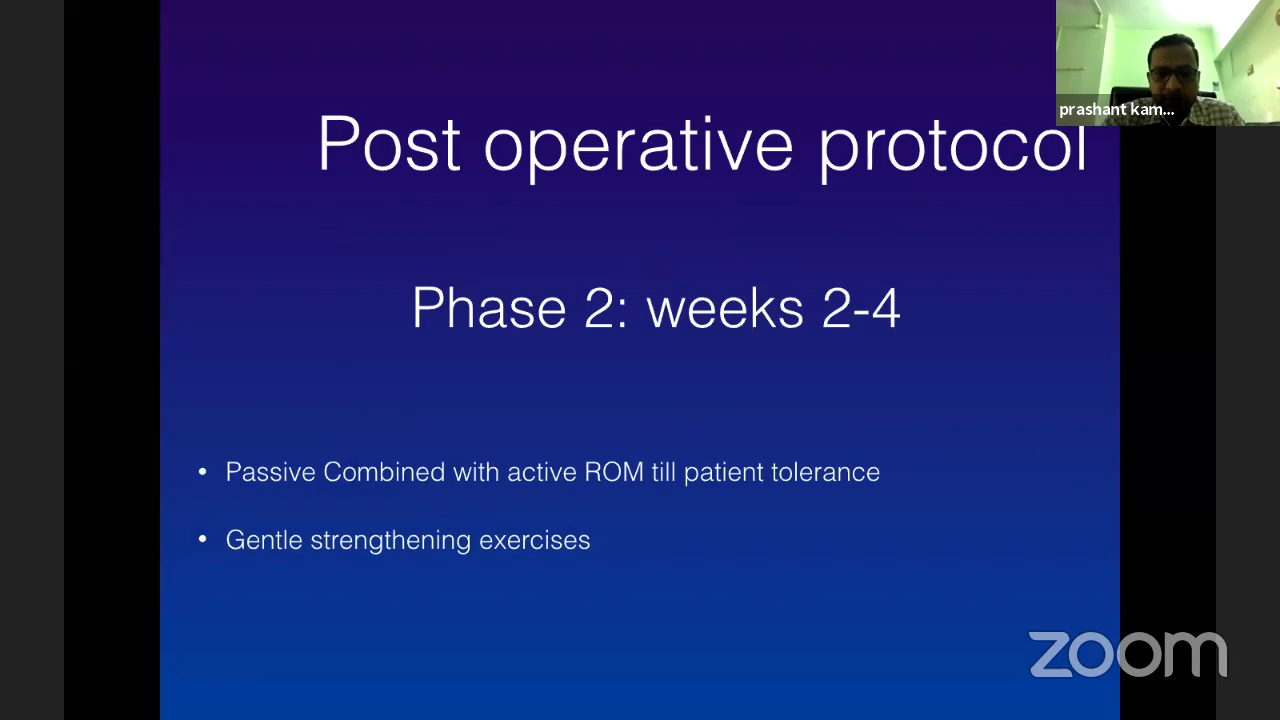 prashant kam...
Post operative protocol
Phase 2: weeks 2-4
• Passive Combined with active ROM till patient tolerance
• Gentle strengthening exercises
zoom